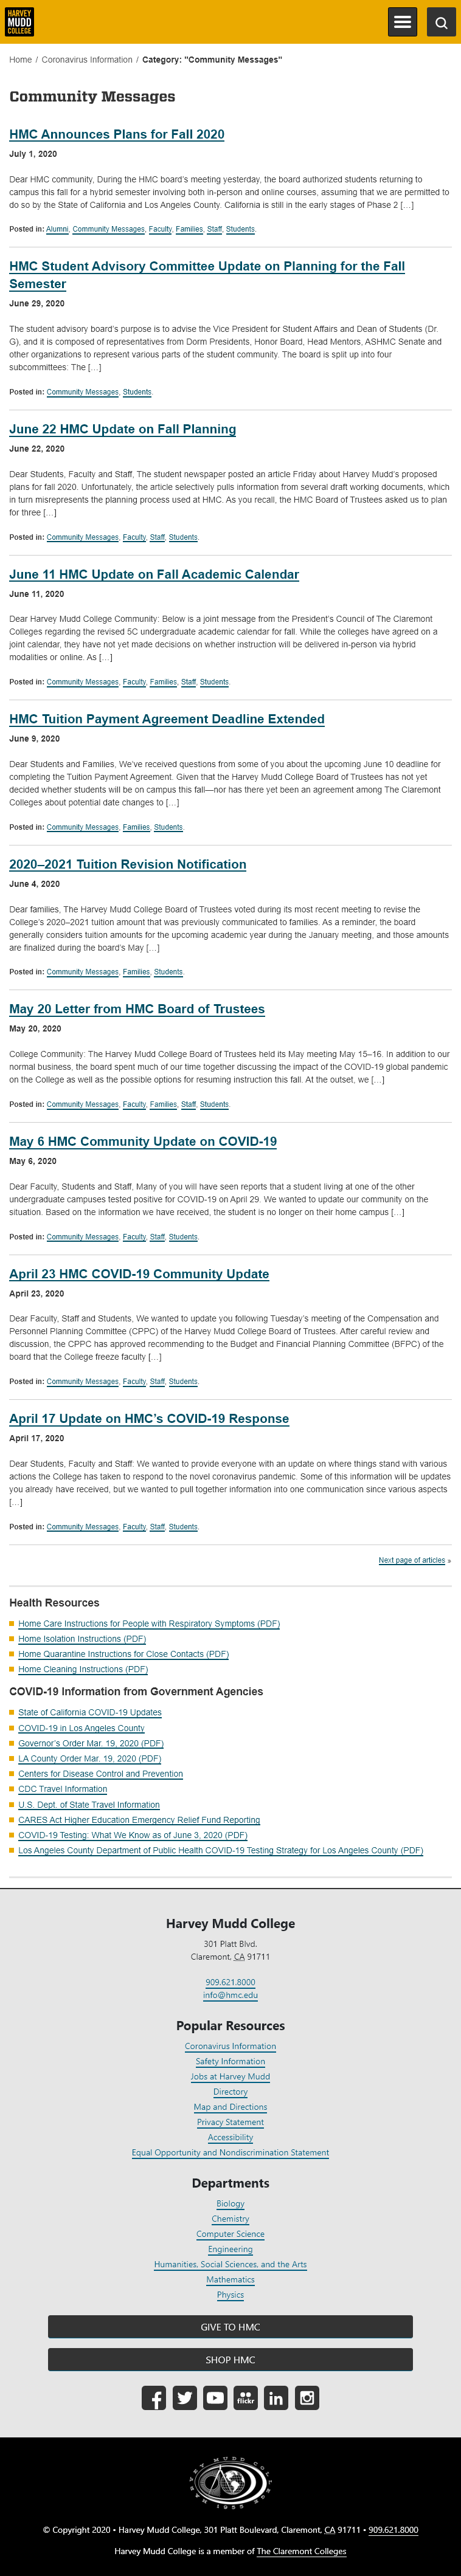 HARVEY
MUDD
COLLEGE
Home / Coronavirus Information / Category: "Community Messages"
Community Messages
HMC Announces Plans for Fall 2020
July 1, 2020
Dear HMC community, During the HMC board's meeting yesterday, the board authorized students returning to
campus this fall for a hybrid semester involving both in-person and online courses, assuming that we are permitted to
do so by the State of California and Los Angeles County. California is still in the early stages of Phase 2 […]
Posted in: Alumni, Community Messages, Faculty, Families, Staff, Students.
HMC Student Advisory Committee Update on Planning for the Fall
Semester
June 29, 2020
The student advisory board's purpose is to advise the Vice President for Student Affairs and Dean of Students (Dr.
G), and it is composed of representatives from Dorm Presidents, Honor Board, Head Mentors, ASHMC Senate and
other organizations to represent various parts of the student community. The board is split up into four
subcommittees: The […]
Posted in: Community Messages, Students.
June 22 HMC Update on Fall Planning
June 22, 2020
Dear Students, Faculty and Staff, The student newspaper posted an article Friday about Harvey Mudd's proposed
plans for fall 2020. Unfortunately, the article selectively pulls information from several draft working documents, which
in turn misrepresents the planning process used at HMC. As you recall, the HMC Board of Trustees asked us to plan
for three […]
Posted in: Community Messages, Faculty, Staff, Students.
June 11 HMC Update on Fall Academic Calendar
June 11, 2020
Dear Harvey Mudd College Community: Below is a joint message from the President's Council of The Claremont
Colleges regarding the revised 5C undergraduate academic calendar for fall. While the colleges have agreed on a
joint calendar, they have not yet made decisions on whether instruction will be delivered in-person via hybrid
modalities or online. As […]
Posted in: Community Messages, Faculty, Families, Staff, Students.
HMC Tuition Payment Agreement Deadline Extended
June 9, 2020
Dear Students and Families, We've received questions from some of you about the upcoming June 10 deadline for
completing the Tuition Payment Agreement. Given that the Harvey Mudd College Board of Trustees has not yet
decided whether students will be on campus this fall—nor has there yet been an agreement among The Claremont
Colleges about potential date changes to […]
Posted in: Community Messages, Families, Students.
2020–2021 Tuition Revision Notification
June 4, 2020
Dear families, The Harvey Mudd College Board of Trustees voted during its most recent meeting to revise the
College's 2020–2021 tuition amount that was previously communicated to families. As a reminder, the board
generally considers tuition amounts for the upcoming academic year during the January meeting, and those amounts
are finalized during the board's May […]
Posted in: Community Messages, Families, Students.
May 20 Letter from HMC Board of Trustees
May 20, 2020
College Community: The Harvey Mudd College Board of Trustees held its May meeting May 15–16. In addition to our
normal business, the board spent much of our time together discussing the impact of the COVID-19 global pandemic
on the College as well as the possible options for resuming instruction this fall. At the outset, we […]
Posted in: Community Messages, Faculty, Families, Staff, Students.
May 6 HMC Community Update on COVID-19
May 6, 2020
Dear Faculty, Students and Staff, Many of you will have seen reports that a student living at one of the other
undergraduate campuses tested positive for COVID-19 on April 29. We wanted to update our community on the
situation. Based on the information we have received, the student is no longer on their home campus […]
Posted in: Community Messages, Faculty, Staff, Students.
April 23 HMC COVID-19 Community Update
April 23, 2020
Dear Faculty, Staff and Students, We wanted to update you following Tuesday's meeting of the Compensation and
Personnel Planning Committee (CPPC) of the Harvey Mudd College Board of Trustees. After careful review and
discussion, the CPPC has approved recommending to the Budget and Financial Planning Committee (BFPC) of the
board that the College freeze faculty […]
Posted in: Community Messages, Faculty, Staff, Students.
April 17 Update on HMC's COVID-19 Response
April 17, 2020
Dear Students, Faculty and Staff: We wanted to provide everyone with an update on where things stand with various
actions the College has taken to respond to the novel coronavirus pandemic. Some of this information will be updates
you already have received, but we wanted to pull together information into one communication since various aspects
[…]
Posted in: Community Messages, Faculty, Staff, Students.
Next page of articles »
Health Resources
Home Care Instructions for People with Respiratory Symptoms (PDF)
Home Isolation Instructions (PDF)
Home Quarantine Instructions for Close Contacts (PDF)
Home Cleaning Instructions (PDF)
COVID-19 Information from Government Agencies
State of California COVID-19 Updates
COVID-19 in Los Angeles County
Governor's Order Mar. 19, 2020 (PDF)
LA County Order Mar. 19, 2020 (PDF)
Centers for Disease Control and Prevention
CDC Travel Information
U.S. Dept. of State Travel Information
CARES Act Higher Education Emergency Relief Fund Reporting
COVID-19 Testing: What We Know as of June 3, 2020 (PDF)
Los Angeles County Department of Public Health COVID-19 Testing Strategy for Los Angeles County (PDF)
Harvey Mudd College
301 Platt Blvd.
Claremont, CA 91711
909.621.8000
info@hmc.edu
Popular Resources
Coronavirus Information
Safety Information
Jobs at Harvey Mudd
Directory
Map and Directions
Privacy Statement
Accessibility
Equal Opportunity and Nondiscrimination Statement
Departments
Biology
Chemistry
Computer Science
Engineering
Humanities, Social Sciences, and the Arts
Mathematics
Physics
GIVE TO HMC
SHOP HMC
flickr
HARVEY MUDD COLLEGE
1955
© Copyright 2020 • Harvey Mudd College, 301 Platt Boulevard, Claremont, CA 91711 • 909.621.8000
Harvey Mudd College is a member of The Claremont Colleges